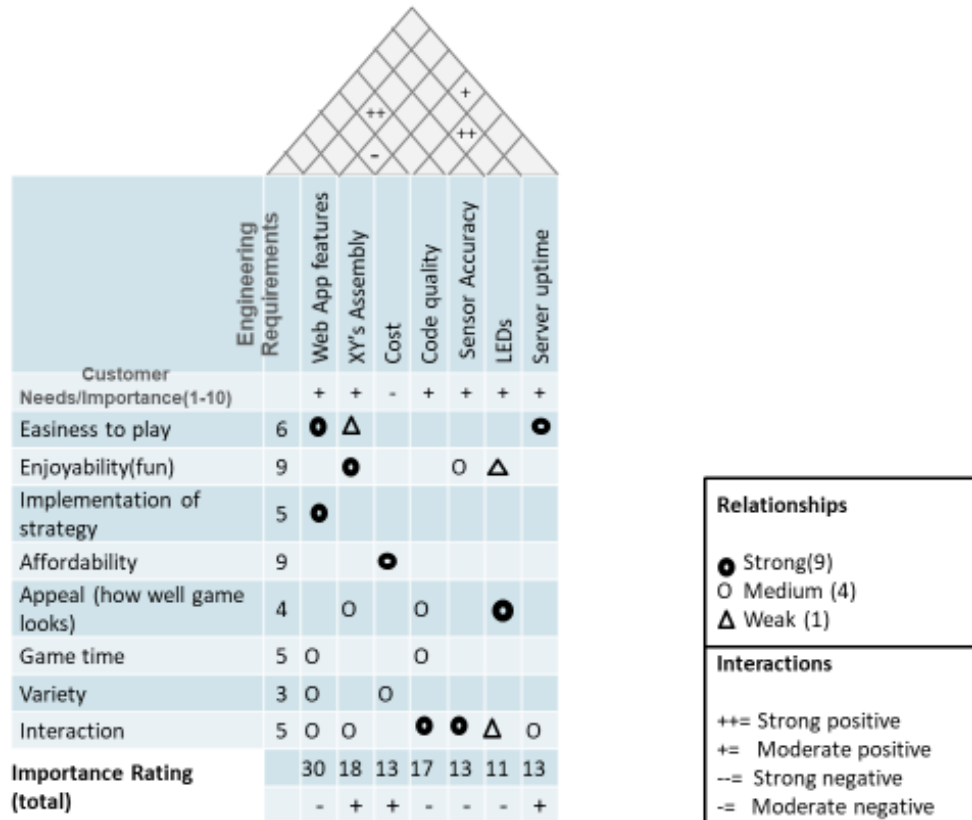 +
++
++
-
Engineering
Requirements
Web App features
XY's Assembly
Cost
Code quality
Sensor Accuracy
LEDs
Server uptime
Customer
Needs/Importance(1-10)
+ + - + + + +
Easiness to play 6
Enjoyability(fun) 9 O
Implementation of
strategy
5
Affordability 9
Appeal (how well game
looks)
4 O O
Game time 5 O O
Variety 3 O O
Interaction 5 O O O
Importance Rating
(total)
30 18 13 17 13 11 13
- + + - - - +
Relationships
Strong(9)
O Medium (4)
Δ Weak (1)
Interactions
++= Strong positive
+= Moderate positive
--= Strong negative
-= Moderate negative